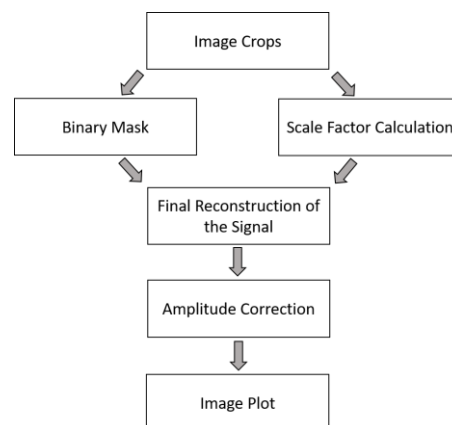 Image Crops
Binary Mask
Scale Factor Calculation
Final Reconstruction of
the Signal
Amplitude Correction
Image Plot